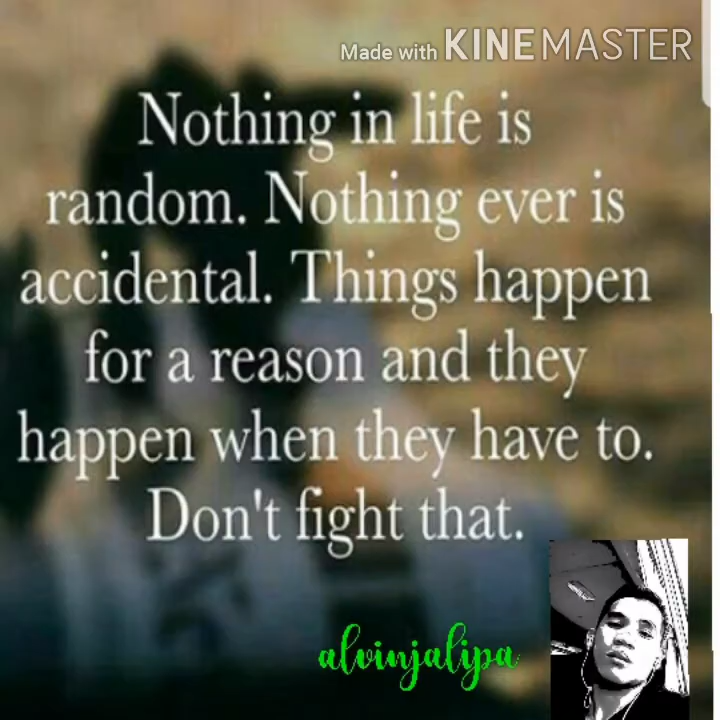 Made with KINEMASTER
Nothing in life is
random. Nothing ever is
accidental. Things happen
for a reason and they
happen when they have to.
Don't fight that.
alvinjalipa